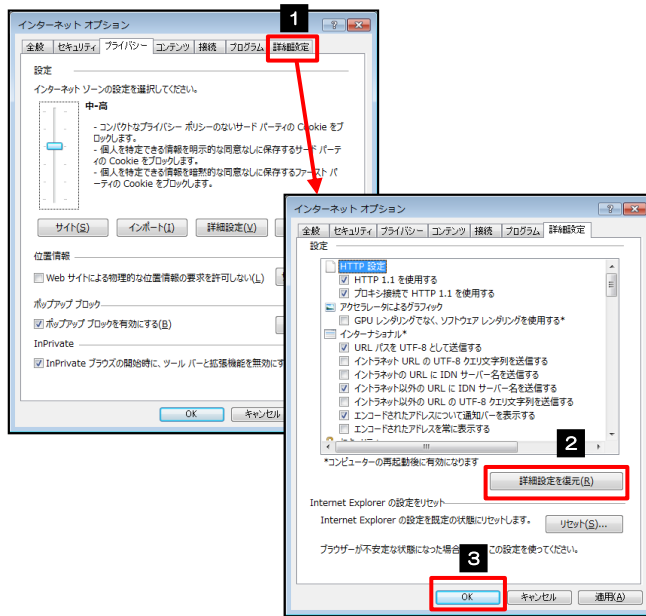 1
インターネット オプション
全般 セキュリティ プライバシー コンテンツ 接続 プログラム 詳細設定
設定
インターネット ゾーンの設定を選択してください。
中-高
- コンパクトなプライバシー ポリシーのないサード パーティの Cookie をブ
ロックします。
- 個人を特定できる情報を明示的な同意なしに保存するサード パーテ
ィの Cookie をブロックします。
- 個人を特定できる情報を暗黙的な同意なしに保存するファースト パ
ーティの Cookie をブロックします。
サイト(S) インポート(I) 詳細設定(V)
位置情報
Web サイトによる物理的な位置情報の要求を許可しない(L)
ポップアップ ブロック
ポップアップ ブロックを有効にする(B)
InPrivate
InPrivate ブラウズの開始時に、ツール バーと拡張機能を無効にす
OK キャンセル
インターネット オプション
全般 セキュリティ プライバシー コンテンツ 接続 プログラム 詳細設定
設定
HTTP 設定
HTTP 1.1 を使用する
プロキシ接続で HTTP 1.1 を使用する
アクセラレータによるグラフィック
GPU レンダリングでなく、ソフトウェア レンダリングを使用する*
インターナショナル*
URL パスを UTF-8 として送信する
イントラネット URL の UTF-8 クエリ文字列を送信する
イントラネットの URL に IDN サーバー名を送信する
イントラネット以外の URL に IDN サーバー名を送信する
イントラネット以外の URL の UTF-8 クエリ文字列を送信する
エンコードされたアドレスについて通知バーを表示する
エンコードされたアドレスを常に表示する
2
*コンピューターの再起動後に有効になります
詳細設定を復元(R)
Internet Explorer の設定をリセット
Internet Explorer の設定を既定の状態にリセットします。
リセット(S)...
ブラウザーが不安定な状態になった場合 この設定を使ってください。
3
OK キャンセル 適用(A)